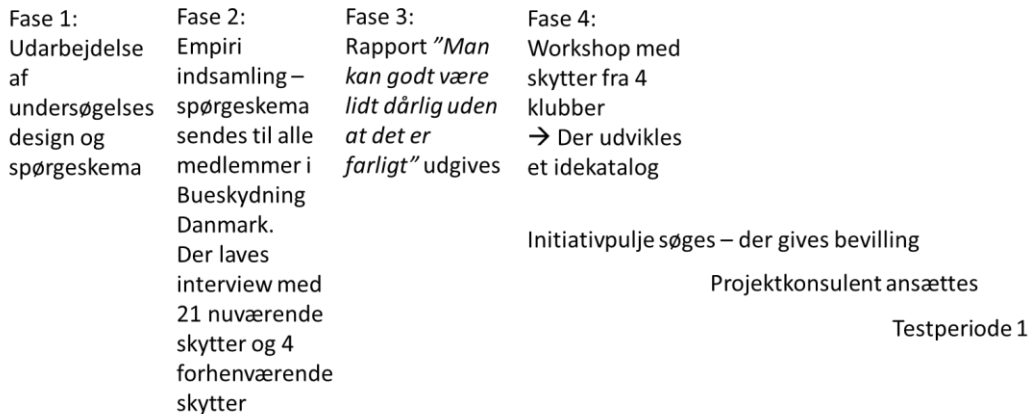 Fase 1:
Udarbejdelse
af
undersøgelses
design og
spørgeskema
Fase 2:
Empiri
indsamling –
spørgeskema
sendes til alle
medlemmer i
Bueskydning
Danmark.
Der laves
interview med
21 nuværende
skytter og 4
forhenværende
skytter
Fase 3:
Rapport ”Man
kan godt være
lidt dårlig uden
at det er
farligt” udgives
Fase 4:
Workshop med
skytter fra 4
klubber
→ Der udvikles
et idekatalog
Initiativpulje søges – der gives bevilling
Projektkonsulent ansættes
Testperiode 1